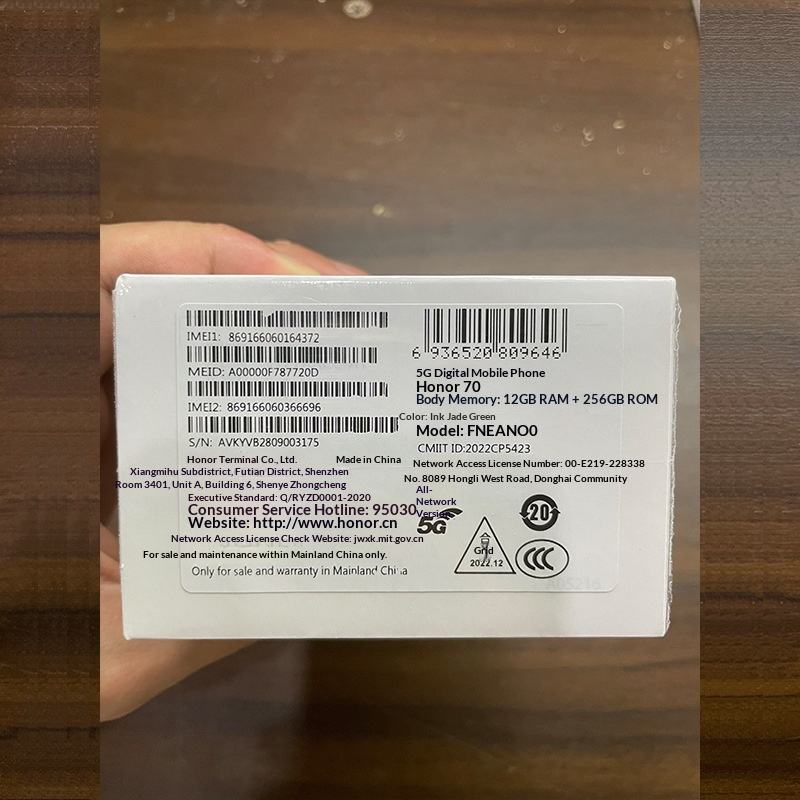 IMEI1: 869166060164372
MEID: A00000F787720D
IMEI2: 869166060366696
S/N: AVKYVB2809003175
6 936520 809646
5G Digital Mobile Phone
Honor 70
Body Memory: 12GB RAM + 256GB ROM
Color: Ink Jade Green
Model: FNEANO0
CMIIT ID:2022CP5423
Network Access License Number: 00-E219-228338
Honor Terminal Co., Ltd. Made in China
Xiangmihu Subdistrict, Futian District, Shenzhen
No. 8089 Hongli West Road, Donghai Community
Room 3401, Unit A, Building 6, Shenye Zhongcheng
Executive Standard: Q/RYZD0001-2020
Consumer Service Hotline: 95030
Website: http://www.honor.cn
Network Access License Check Website: jwxk.mit.gov.cn
For sale and maintenance within Mainland China only.
Only for sale and warranty in Mainland China
All-
Network
Version
5G
20
Grid
2022.12
CCC
A05216